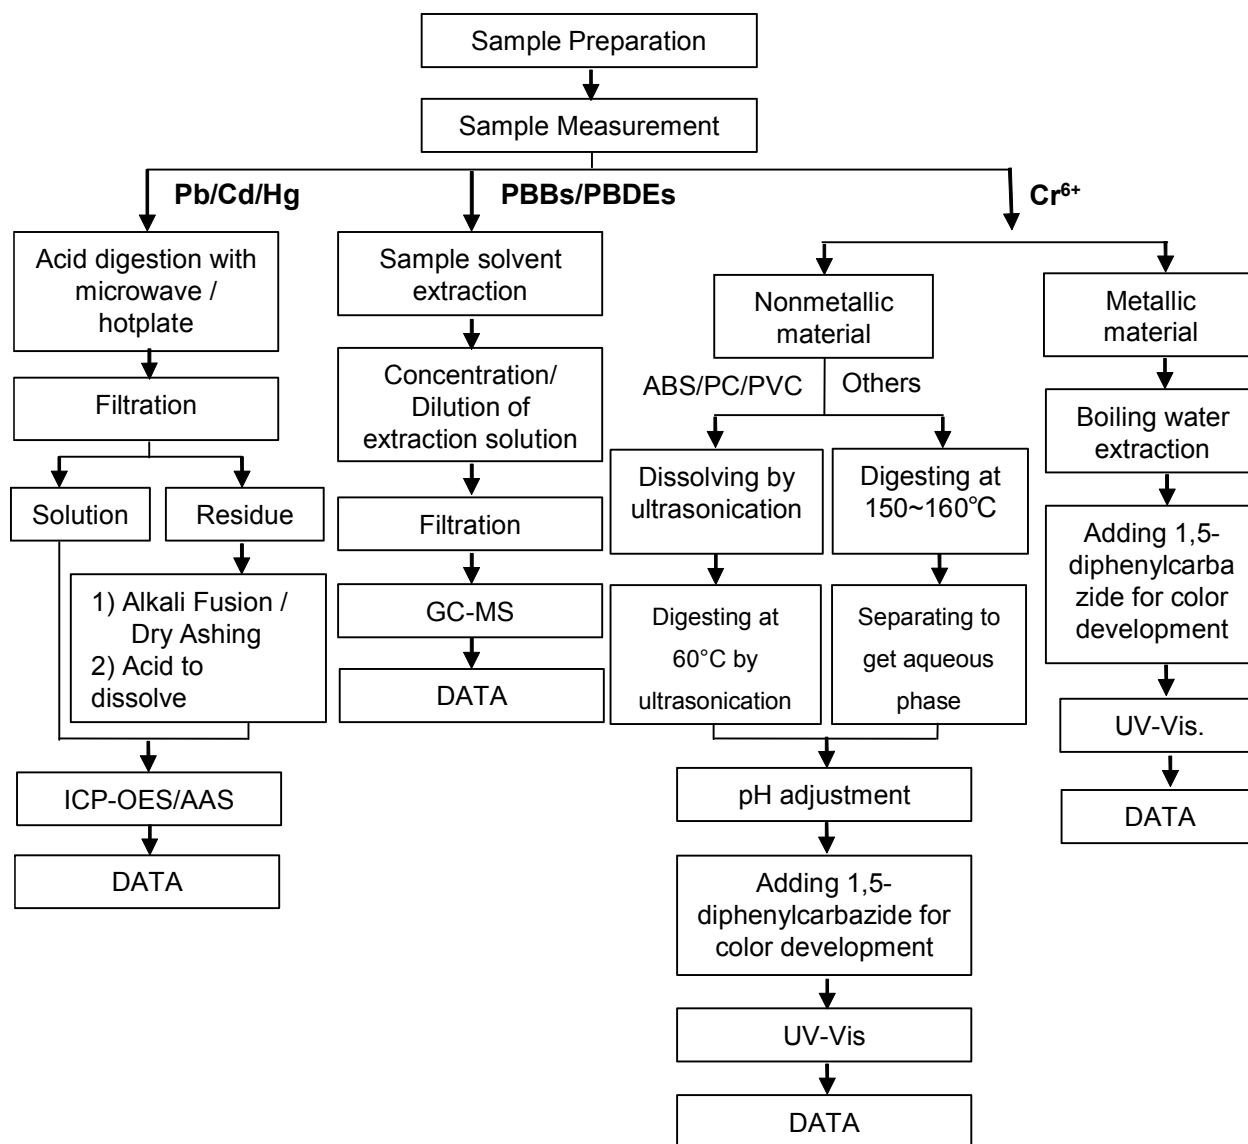 Sample Preparation
Sample Measurement
Pb/Cd/Hg
PBBs/PBDEs
Cr⁶⁺
Acid digestion with
microwave /
hotplate
Filtration
Solution
Residue
1) Alkali Fusion /
Dry Ashing
2) Acid to
dissolve
ICP-OES/AAS
DATA
Sample solvent
extraction
Concentration/
Dilution of
extraction solution
Filtration
GC-MS
DATA
Nonmetallic
material
ABS/PC/PVC
Others
Dissolving by
ultrasonication
Digesting at
60°C by
ultrasonication
Digesting at
150~160℃
Separating to
get aqueous
phase
pH adjustment
Adding 1,5-
diphenylcarbazide for
color development
UV-Vis
DATA
Metallic
material
Boiling water
extraction
Adding 1,5-
diphenylcarba
zide for color
development
UV-Vis.
DATA